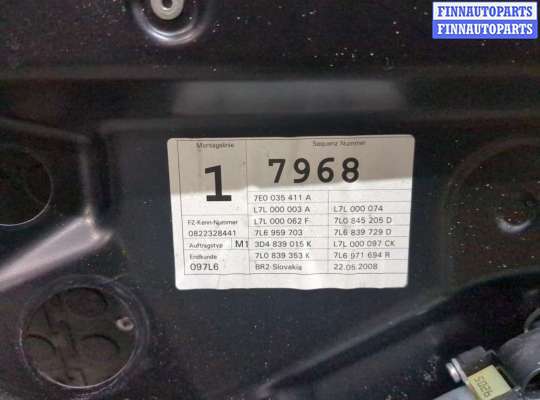 FINNAUTOPARTS
FINNAUTOPARTS
Montagelinie
Sequenz Nummer
1
7968
7E0 035 411 A
L7L 000 003 A
L7L 000 074
FZ-Kenn-Nummer
L7L 000 062 F
7L0 845 205 D
0822328441
7L6 959 703
7L6 839 729 D
Auftragstyp M1
3D4 839 015 K
L7L 000 097 CK
Endkunde
7L0 839 353 K
7L6 971 694 R
097L6
BR2-Slovakia
22.05.2008